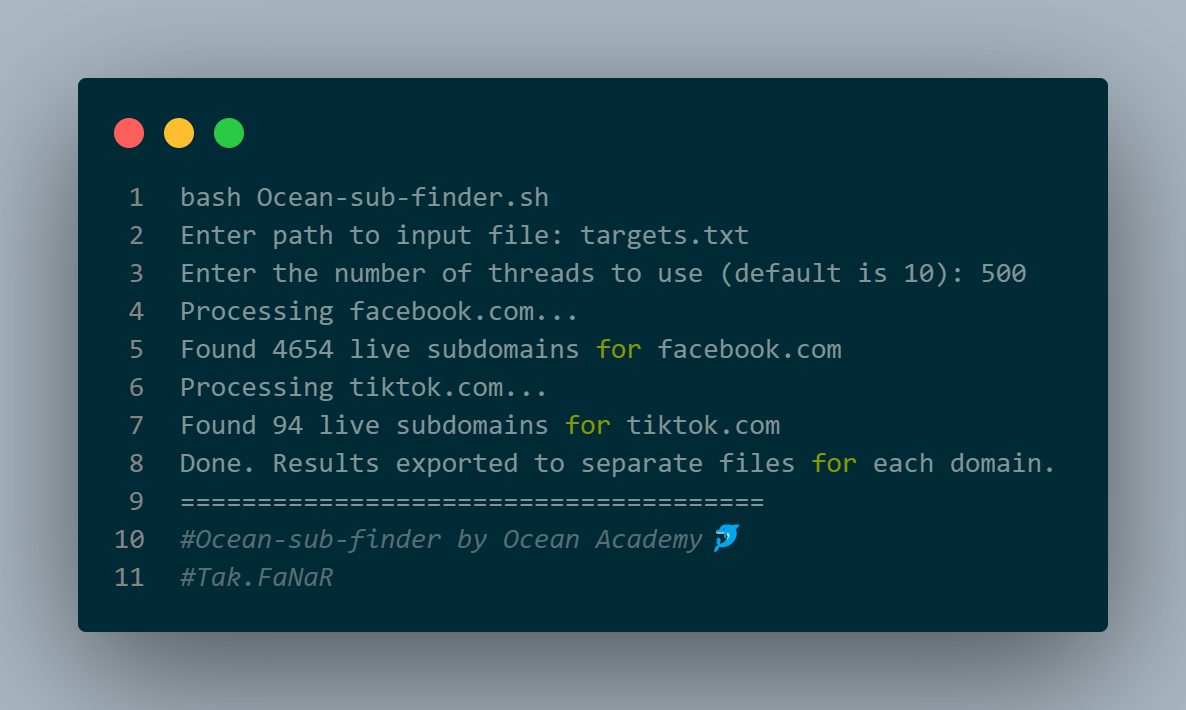 1 bash Ocean-sub-finder.sh
2 Enter path to input file: targets.txt
3 Enter the number of threads to use (default is 10): 500
4 Processing facebook.com...
5 Found 4654 live subdomains for facebook.com
6 Processing tiktok.com...
7 Found 94 live subdomains for tiktok.com
8 Done. Results exported to separate files for each domain.
9 ======================================
10 #Ocean-sub-finder by Ocean Academy🐬
11 #Tak.FaNaR